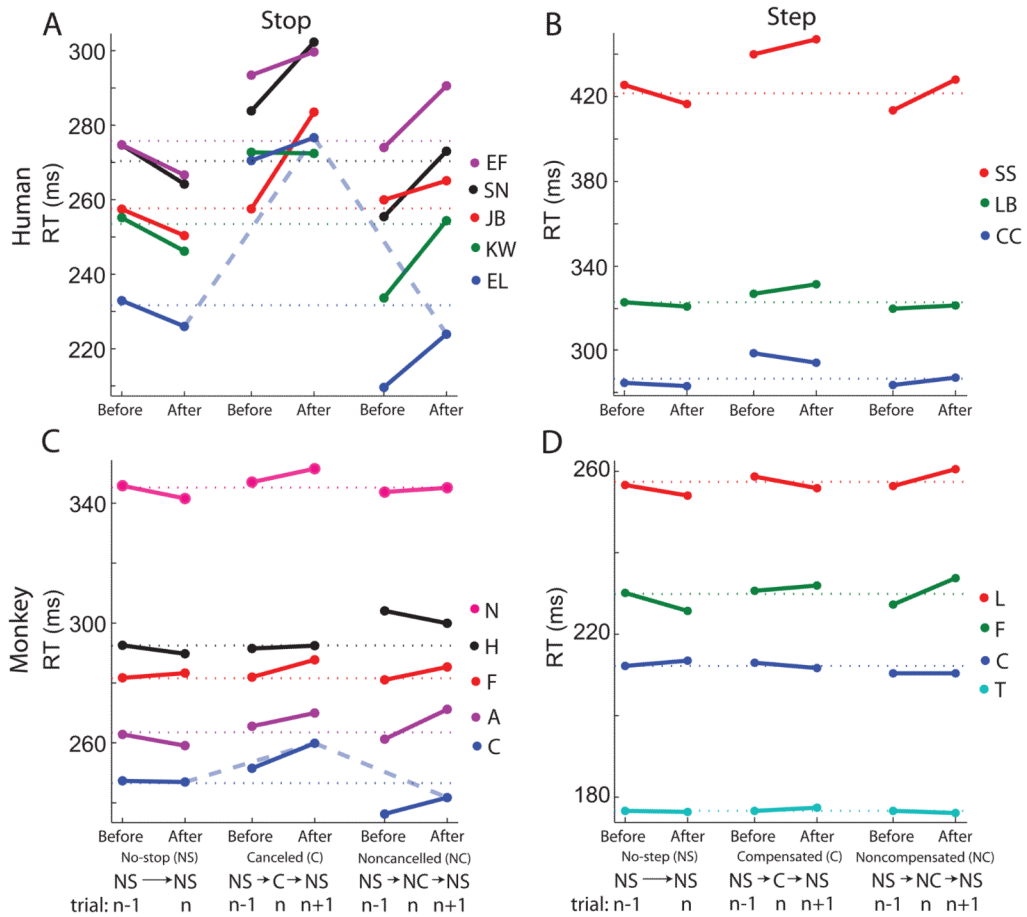 A
Stop
300
280
260
240
220
Human
RT (ms)
EF
SN
JB
KW
EL
Before After Before After Before After
B
Step
420
380
320
300
RT (ms)
SS
LB
CC
Before After Before After Before After
C
340
300
260
Monkey
RT (ms)
N
H
F
A
C
Before After Before After Before After
No-stop (NS) Canceled (C) Noncancelled (NC)
NS → NS NS → C → NS NS → NC → NS
trial: n-1 n n-1 n n+1 n-1 n n+1
D
260
220
180
RT (ms)
L
F
C
T
Before After Before After Before After
No-step (NS) Compensated (C) Noncompensated (NC)
NS → NS NS → C → NS NS → NC → NS
trial: n-1 n n-1 n n+1 n-1 n n+1